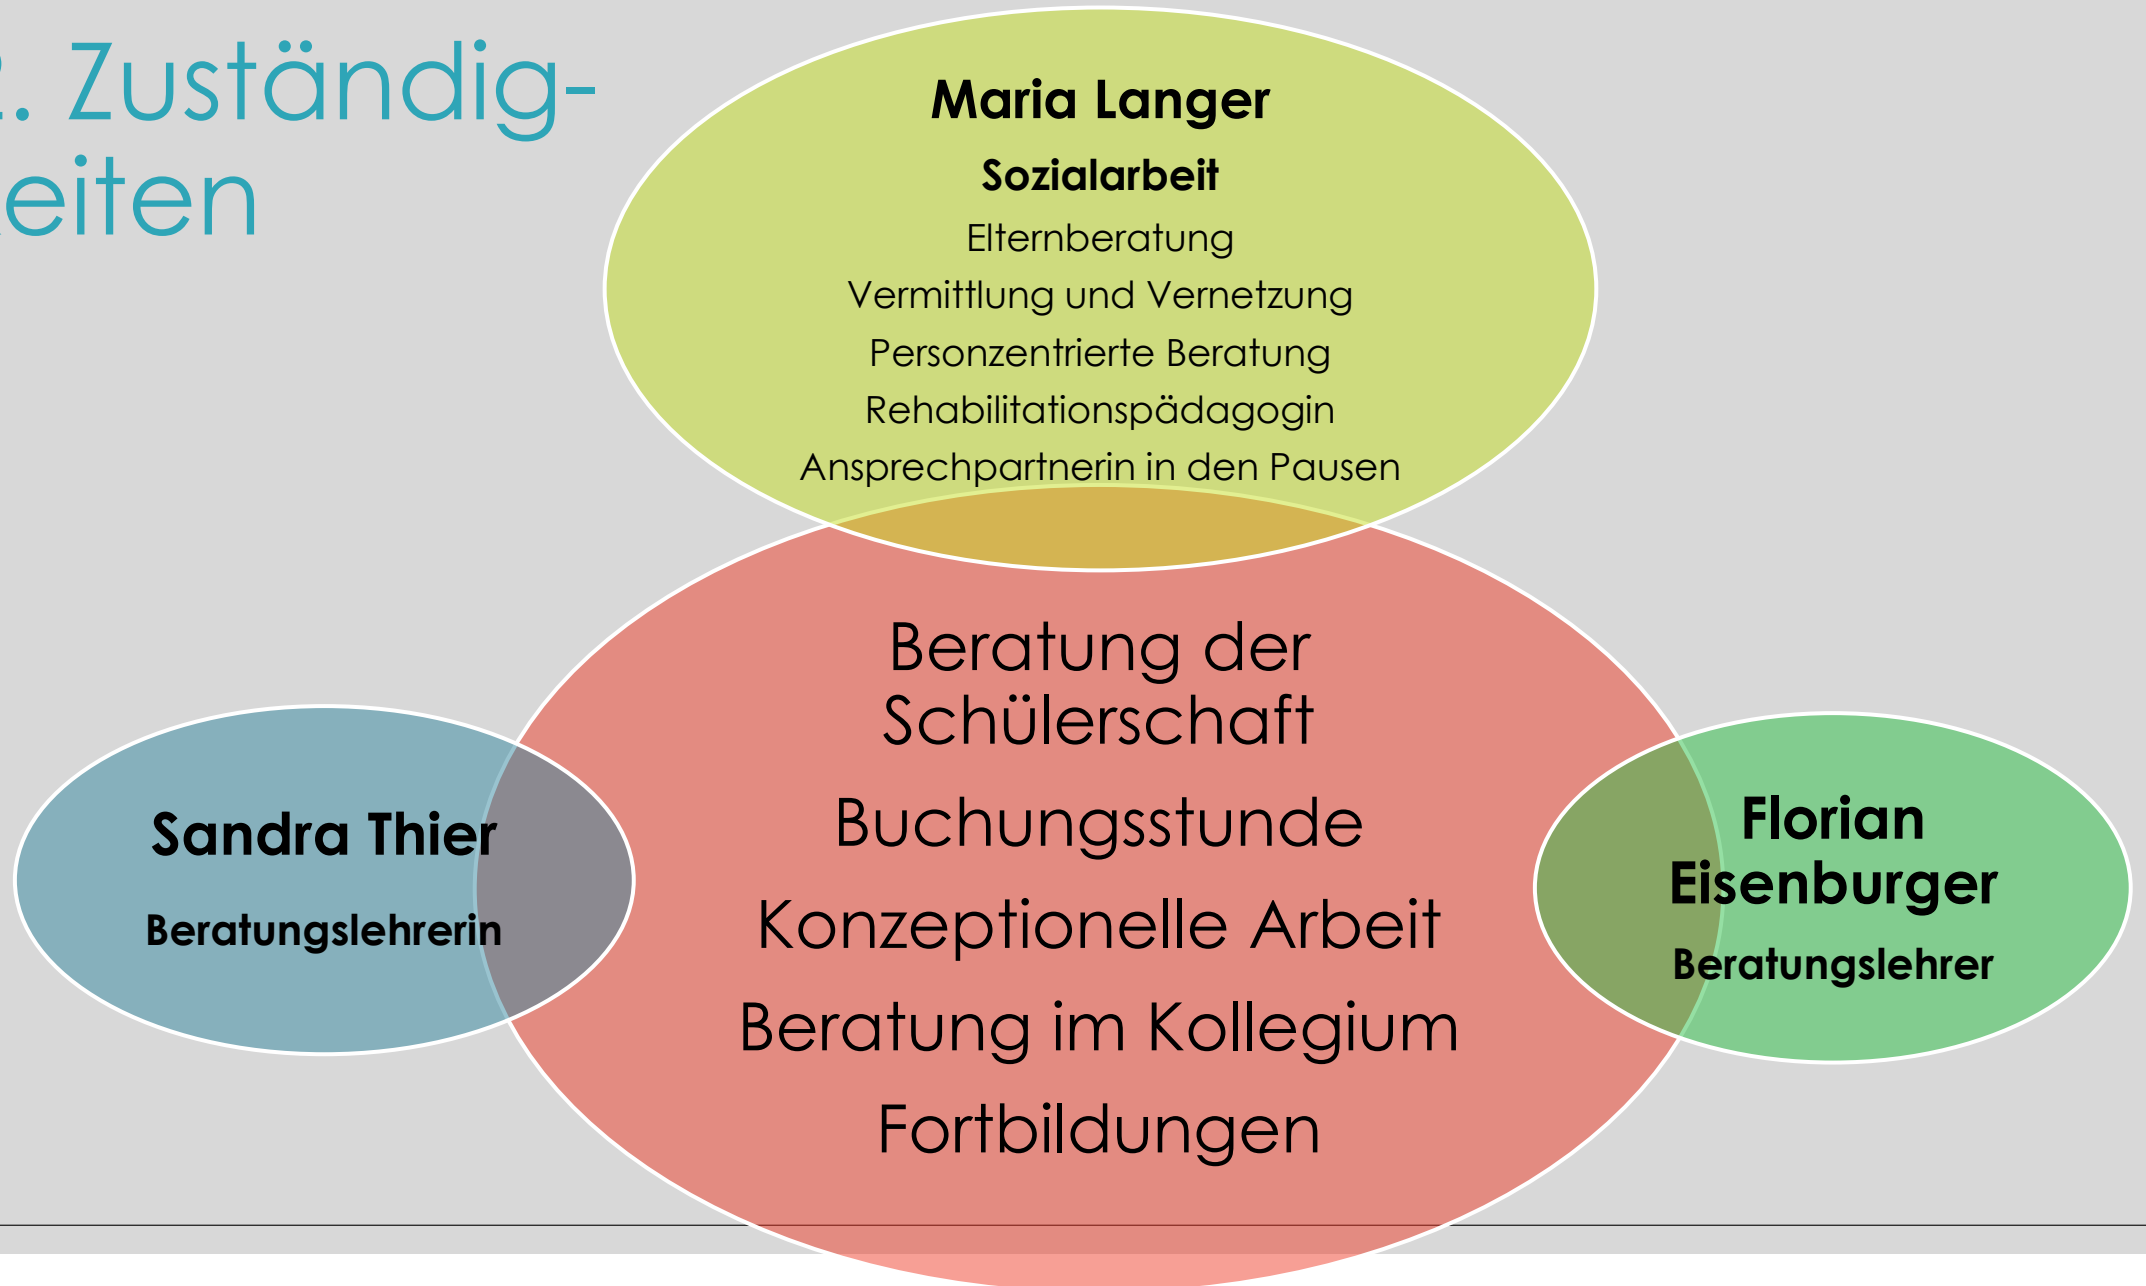 2. Zuständig-
keiten
Maria Langer
Sozialarbeit
Elternberatung
Vermittlung und Vernetzung
Personzentrierte Beratung
Rehabilitationspädagogin
Ansprechpartnerin in den Pausen
Beratung der
Schülerschaft
Buchungsstunde
Konzeptionelle Arbeit
Beratung im Kollegium
Fortbildungen
Sandra Thier
Beratungslehrerin
Florian
Eisenburger
Beratungslehrer